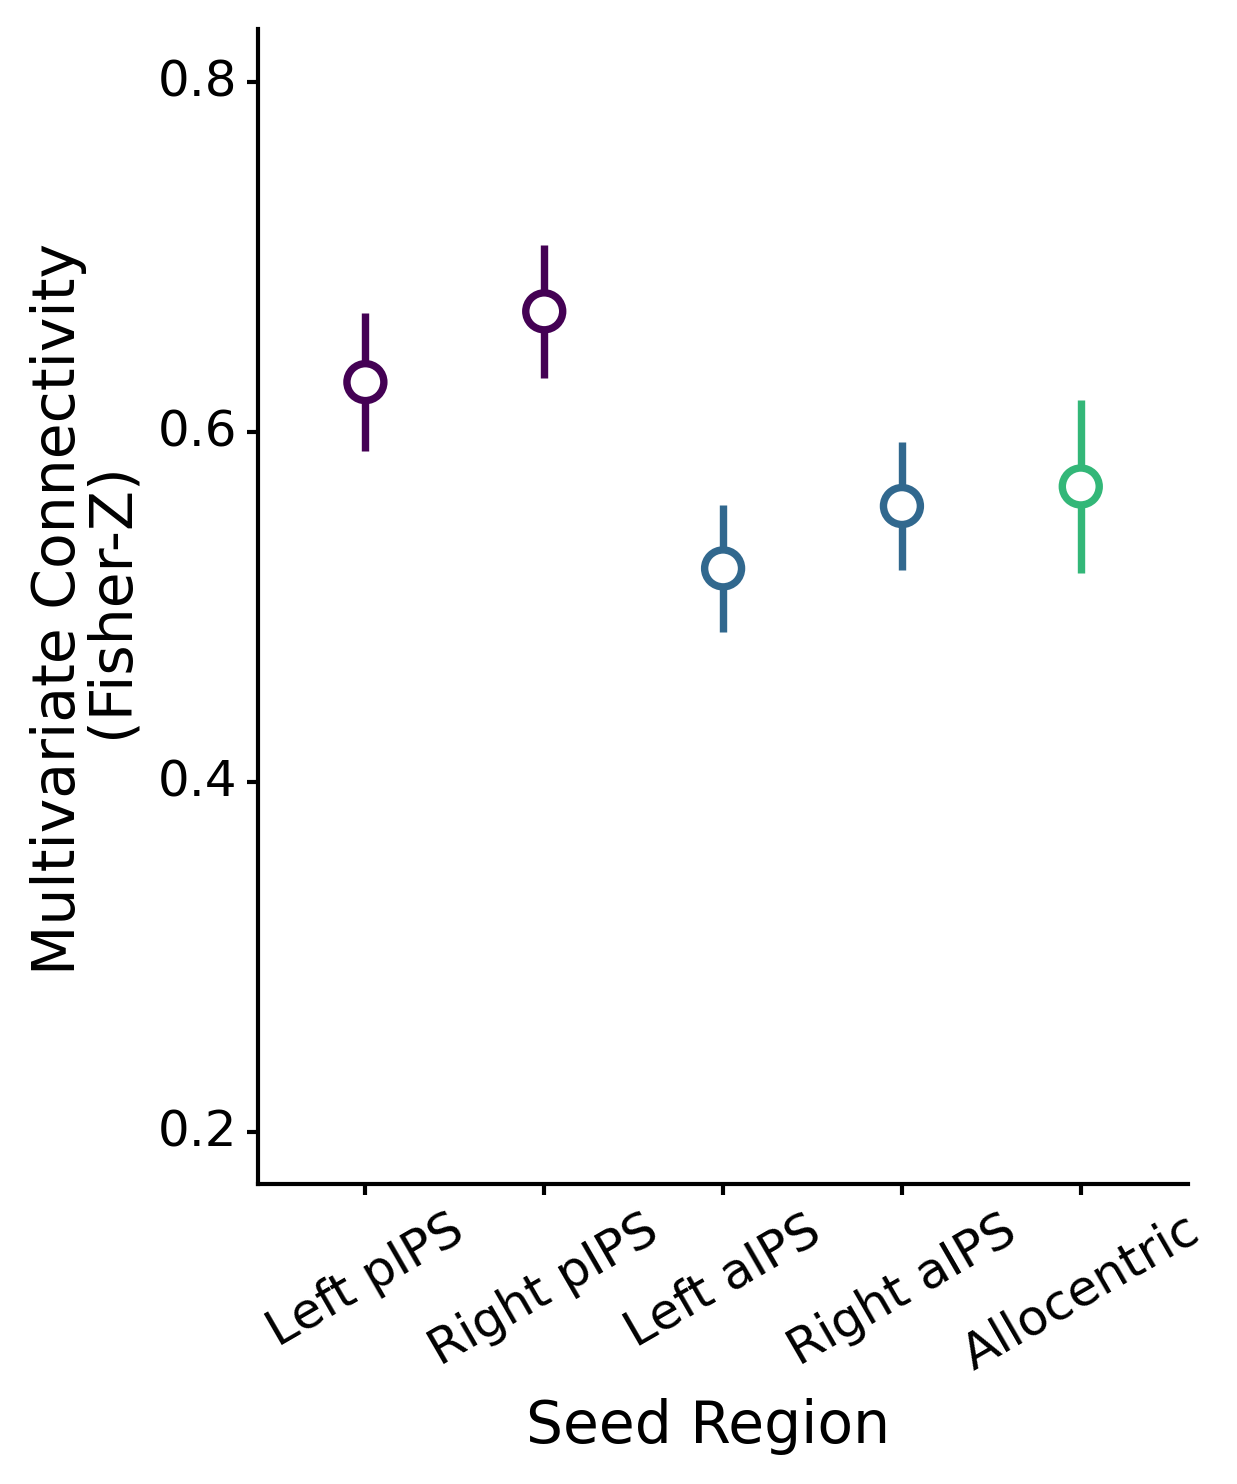 Multivariate Connectivity
(Fisher-Z)
0.8
0.6
0.4
0.2
Left pIPS
Right pIPS
Left aIPS
Right aIPS
Allocentric
Seed Region